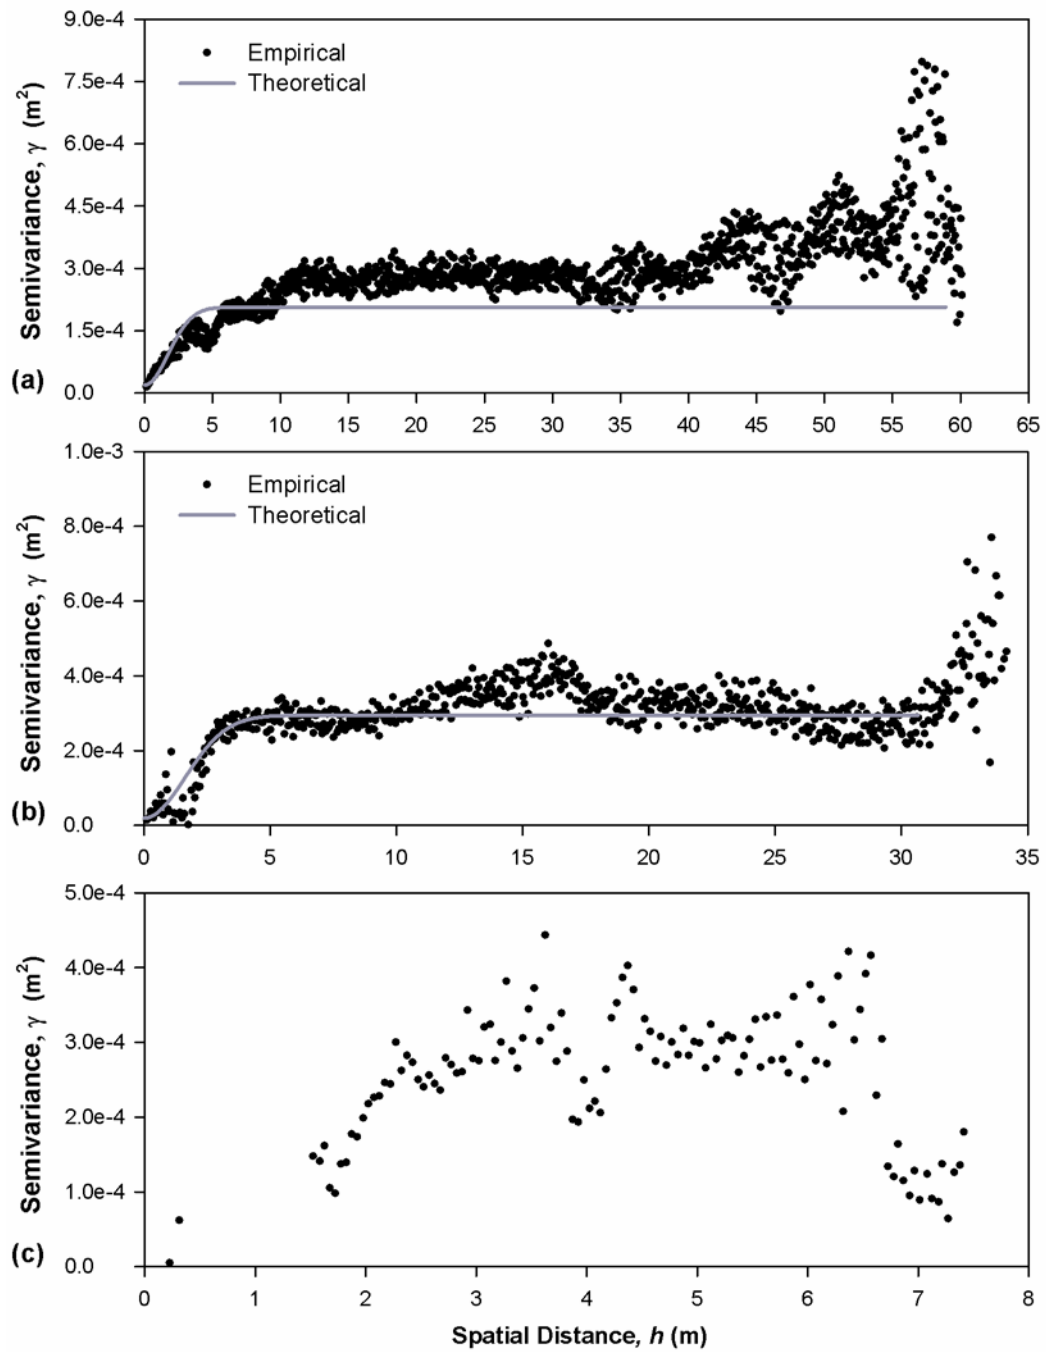 9.0e-4
7.5e-4
6.0e-4
4.5e-4
3.0e-4
1.5e-4
0.0
Semivariance, γ (m²)
Empirical
Theoretical
(a)
0 5 10 15 20 25 30 35 40 45 50 55 60 65
1.0e-3
8.0e-4
6.0e-4
4.0e-4
2.0e-4
0.0
Semivariance, γ (m²)
Empirical
Theoretical
(b)
0 5 10 15 20 25 30 35
5.0e-4
4.0e-4
3.0e-4
2.0e-4
1.0e-4
0.0
Semivariance, γ (m²)
(c)
0 1 2 3 4 5 6 7 8
Spatial Distance, h (m)